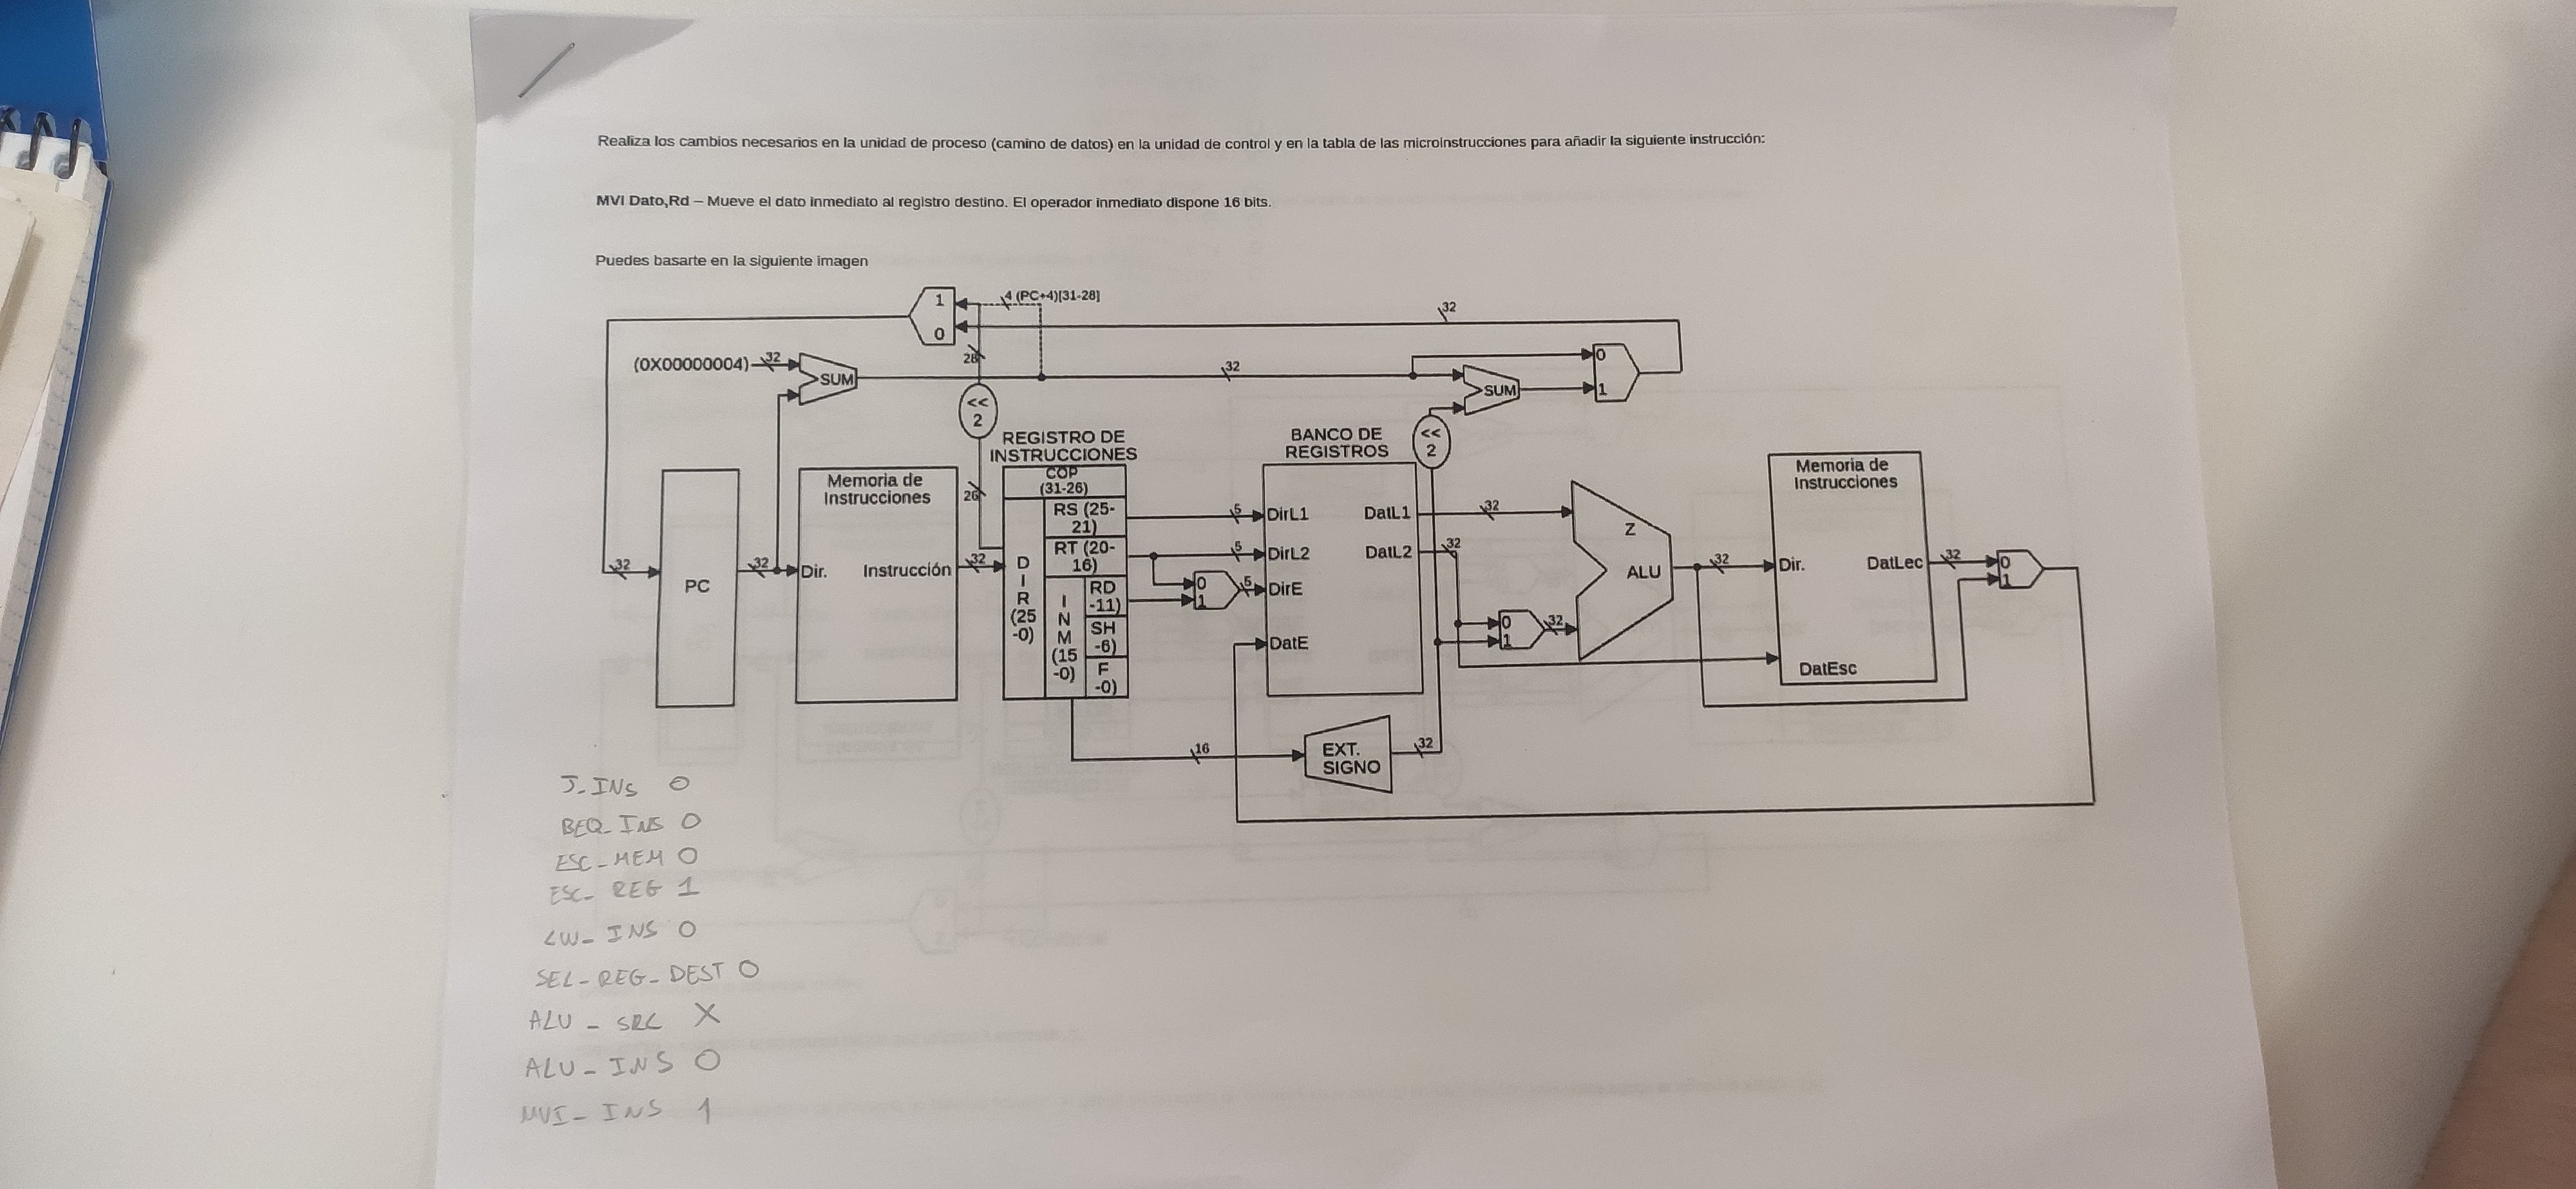 Realiza los cambios necesarios en la unidad de proceso (camino de datos) en la unidad de control y en la tabla de las microinstrucciones para añadir la siguiente instrucción:
MVI Dato,Rd – Mueve el dato inmediato al registro destino. El operador inmediato dispone 16 bits.
Puedes basarte en la siguiente imagen
1
0
4 (PC+4)[31-28]
32
28
(0X00000004)
32
SUM
32
SUM
0
1
<<
2
<<
2
REGISTRO DE
INSTRUCCIONES
BANCO DE
REGISTROS
26
32
PC
32
Memoria de
Instrucciones
Dir.
Instrucción
32
COP
(31-26)
D
I
R
(25
-0)
RS (25-
21)
RT (20-
16)
I
N
M
(15
-0)
RD
-11)
SH
-6)
F
-0)
5
5
0
1
5
DirL1
DirL2
DirE
DatE
DatL1
DatL2
32
32
0
1
32
Z
ALU
32
Memoria de
Instrucciones
Dir.
DatLec
DatEsc
32
0
1
16
EXT.
SIGNO
32
J_INS 0
BEQ_INS 0
ESC_MEM 0
ESC_REG 1
LW_INS 0
SEL_REG_DEST 0
ALU_SRC X
ALU_INS 0
MVI_INS 1